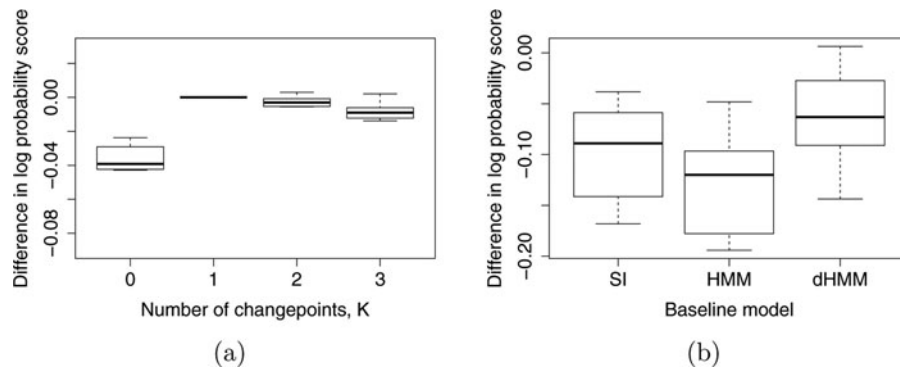 Difference in log probability score
0.00
−0.04
−0.08
0
1
2
3
Number of changepoints, K
(a)
Difference in log probability score
0.00
−0.10
−0.20
SI
HMM
dHMM
Baseline model
(b)